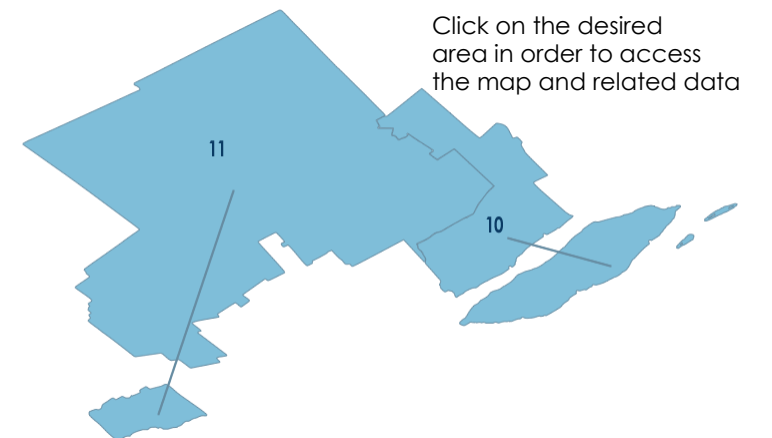 Click on the desired
area in order to access
the map and related data
11
10